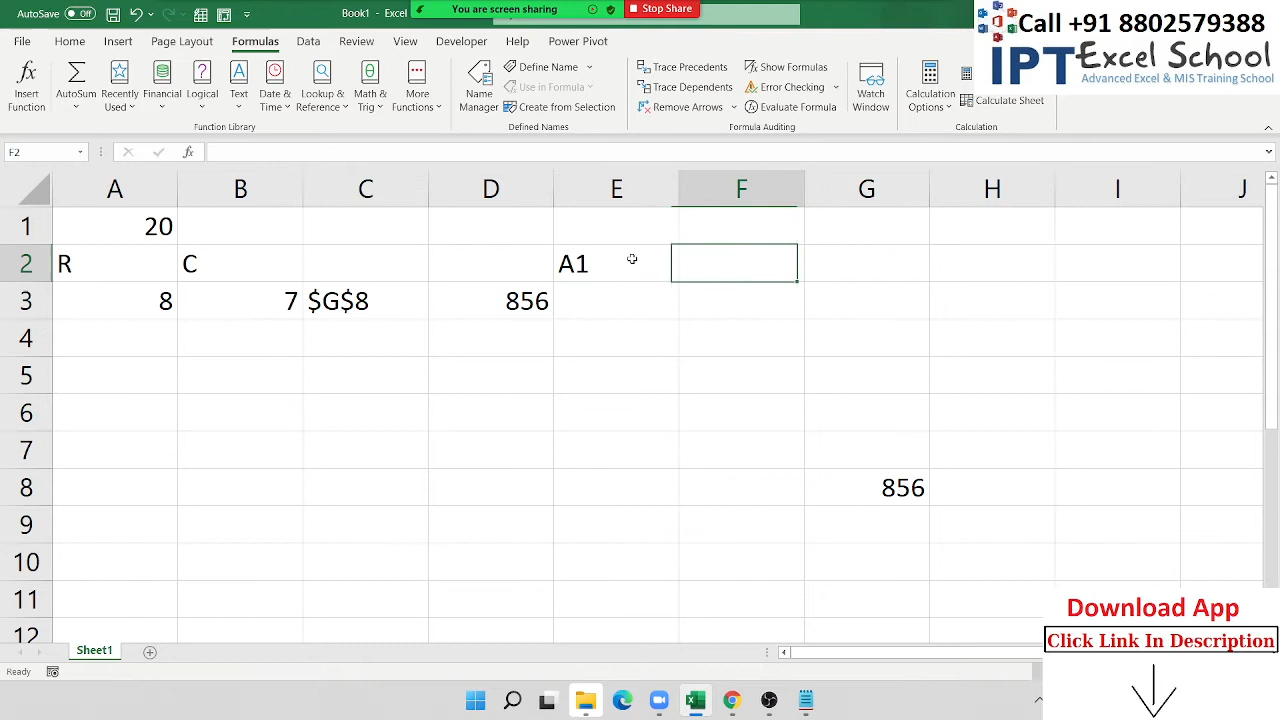 AutoSave Off Book1 - Excel You are screen sharing Stop Share
File Home Insert Page Layout Formulas Data Review View Developer Help Power Pivot
fx Insert Function
Σ AutoSum
Recently Used
Financial
Logical
Text
Date & Time
Lookup & Reference
Math & Trig
More Functions
Function Library
Name Manager
Define Name
Use in Formula
Create from Selection
Defined Names
Trace Precedents
Trace Dependents
Remove Arrows
Show Formulas
Error Checking
Evaluate Formula
Formula Auditing
Watch Window
Calculation Options
Calculate Sheet
Calculation
Call +91 8802579388
IPT Excel School
Advanced Excel & MIS Training School
F2 fx
A B C D E F G H I J
1 20
2 R C A1
3 8 7 $G$8 856
4
5
6
7
8 856
9
10
11
12
Sheet1
Ready
Download App
Click Link In Description